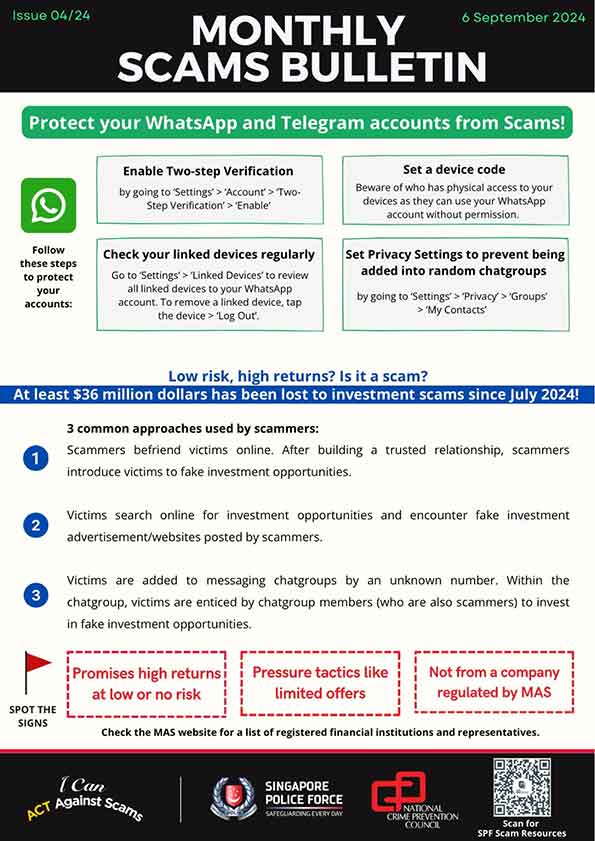 Issue 04/24
6 September 2024
MONTHLY
SCAMS BULLETIN
Protect your WhatsApp and Telegram accounts from Scams!
Follow
these steps
to protect
your
accounts:
Enable Two-step Verification
by going to ‘Settings’ > ‘Account’ > ‘Two-
Step Verification’ > ‘Enable’
Set a device code
Beware of who has physical access to your
devices as they can use your WhatsApp
account without permission.
Check your linked devices regularly
Go to ‘Settings’ > ‘Linked Devices’ to review
all linked devices to your WhatsApp
account. To remove a linked device, tap
the device > ‘Log Out’.
Set Privacy Settings to prevent being
added into random chatgroups
by going to ‘Settings’ > ‘Privacy’ > ‘Groups’
> ‘My Contacts’
Low risk, high returns? Is it a scam?
At least $36 million dollars has been lost to investment scams since July 2024!
3 common approaches used by scammers:
1
Scammers befriend victims online. After building a trusted relationship, scammers
introduce victims to fake investment opportunities.
2
Victims search online for investment opportunities and encounter fake investment
advertisement/websites posted by scammers.
3
Victims are added to messaging chatgroups by an unknown number. Within the
chatgroup, victims are enticed by chatgroup members (who are also scammers) to invest
in fake investment opportunities.
SPOT THE
SIGNS
Promises high returns
at low or no risk
Pressure tactics like
limited offers
Not from a company
regulated by MAS
Check the MAS website for a list of registered financial institutions and representatives.
I Can
ACT Against Scams
SINGAPORE
POLICE FORCE
SAFEGUARDING EVERY DAY
NATIONAL
CRIME PREVENTION
COUNCIL
Scan for
SPF Scam Resources